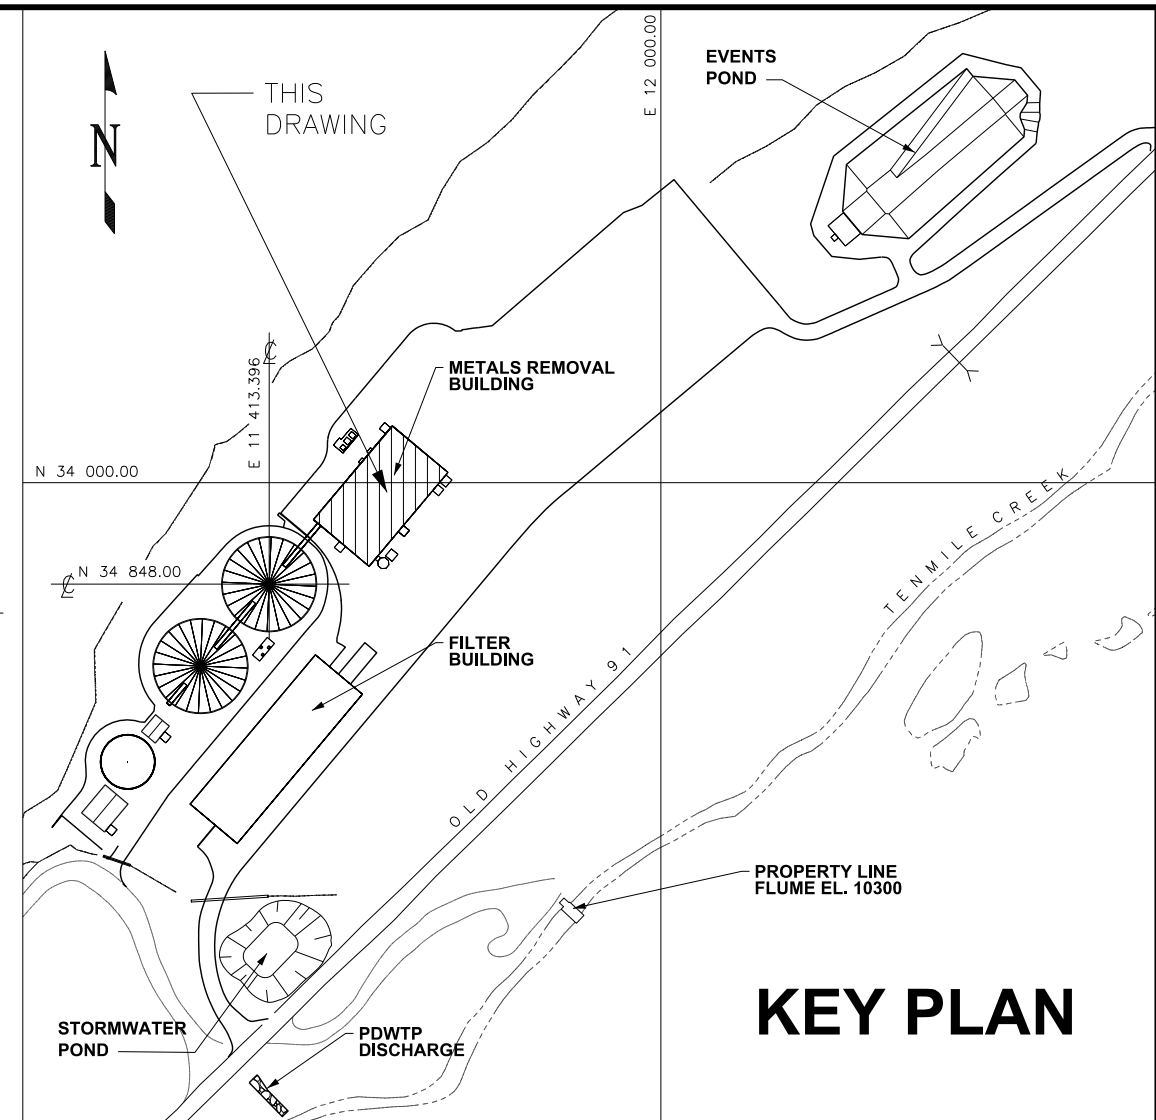 EVENTS
POND
E 12 000.00
THIS
DRAWING
N
METALS REMOVAL
BUILDING
E 11 413.396
N 34 000.00
N 34 848.00
TENMILE CREEK
FILTER
BUILDING
OLD HIGHWAY 91
PROPERTY LINE
FLUME EL. 10300
KEY PLAN
STORMWATER
POND
PDWTP
DISCHARGE